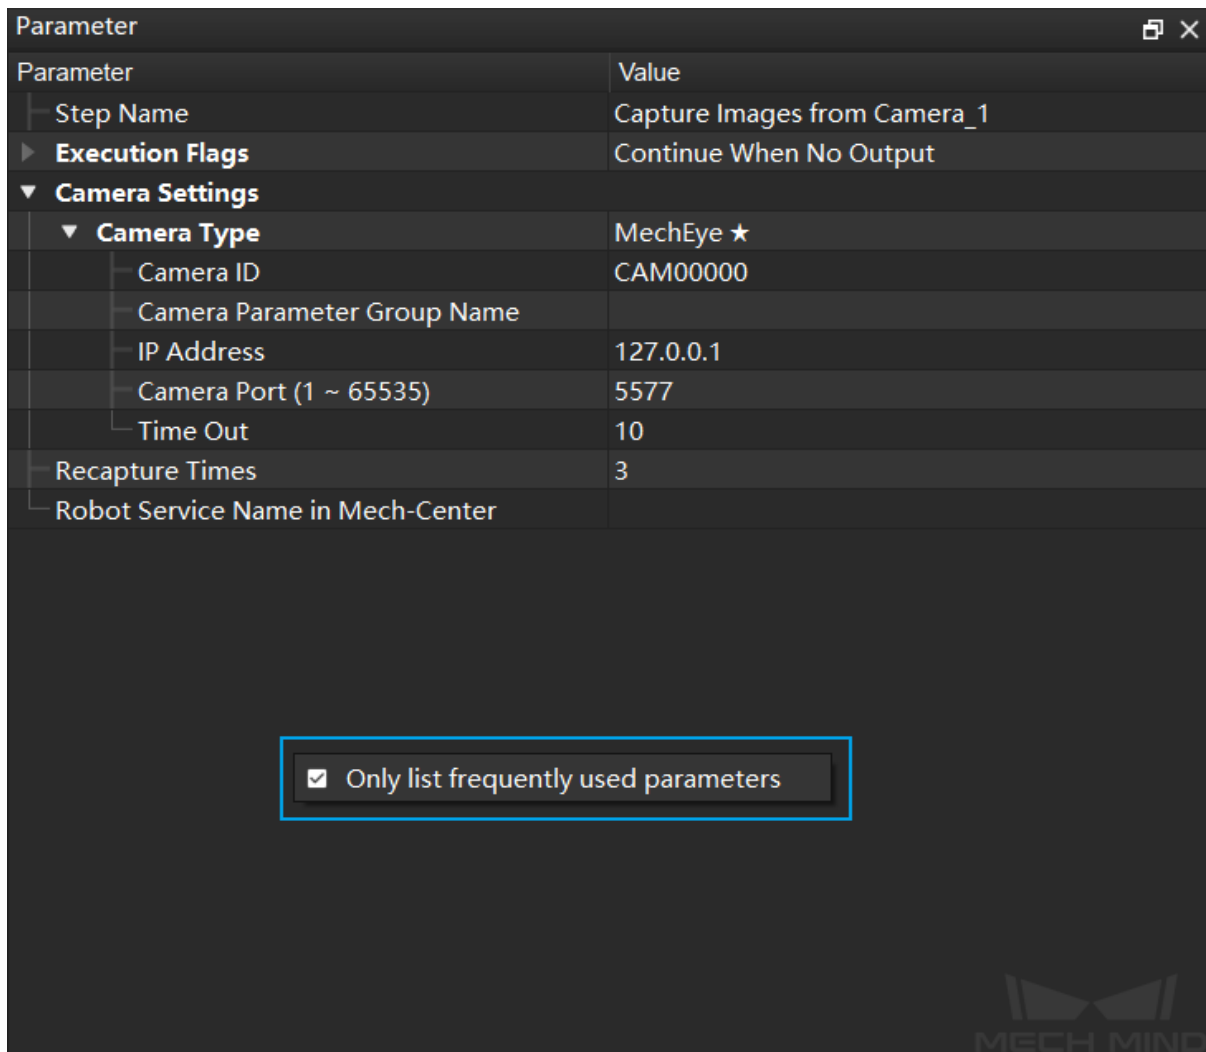 Parameter
Parameter Value
Step Name Capture Images from Camera_1
Execution Flags Continue When No Output
Camera Settings
Camera Type MechEye ★
Camera ID CAM00000
Camera Parameter Group Name
IP Address 127.0.0.1
Camera Port (1 ~ 65535) 5577
Time Out 10
Recapture Times 3
Robot Service Name in Mech-Center
Only list frequently used parameters
MECH MIND